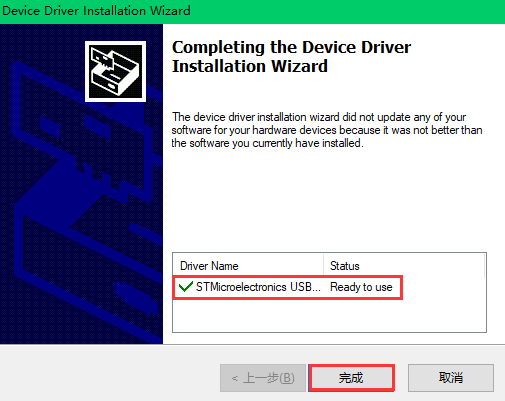 Device Driver Installation Wizard
Completing the Device Driver
Installation Wizard
The device driver installation wizard did not update any of your
software for your hardware devices because it was not better than
the software you currently have installed.
Driver Name Status
STMicroelectronics USB... Ready to use
< 上一步(B) 完成 取消